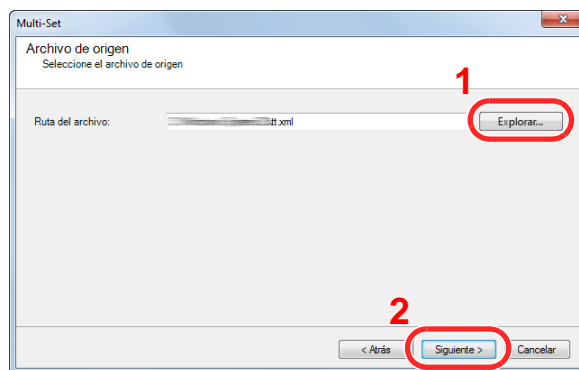 Multi-Set
Archivo de origen
Seleccione el archivo de origen
1
Ruta del archivo:
tt.xml
Explorar...
2
< Atrás
Siguiente >
Cancelar